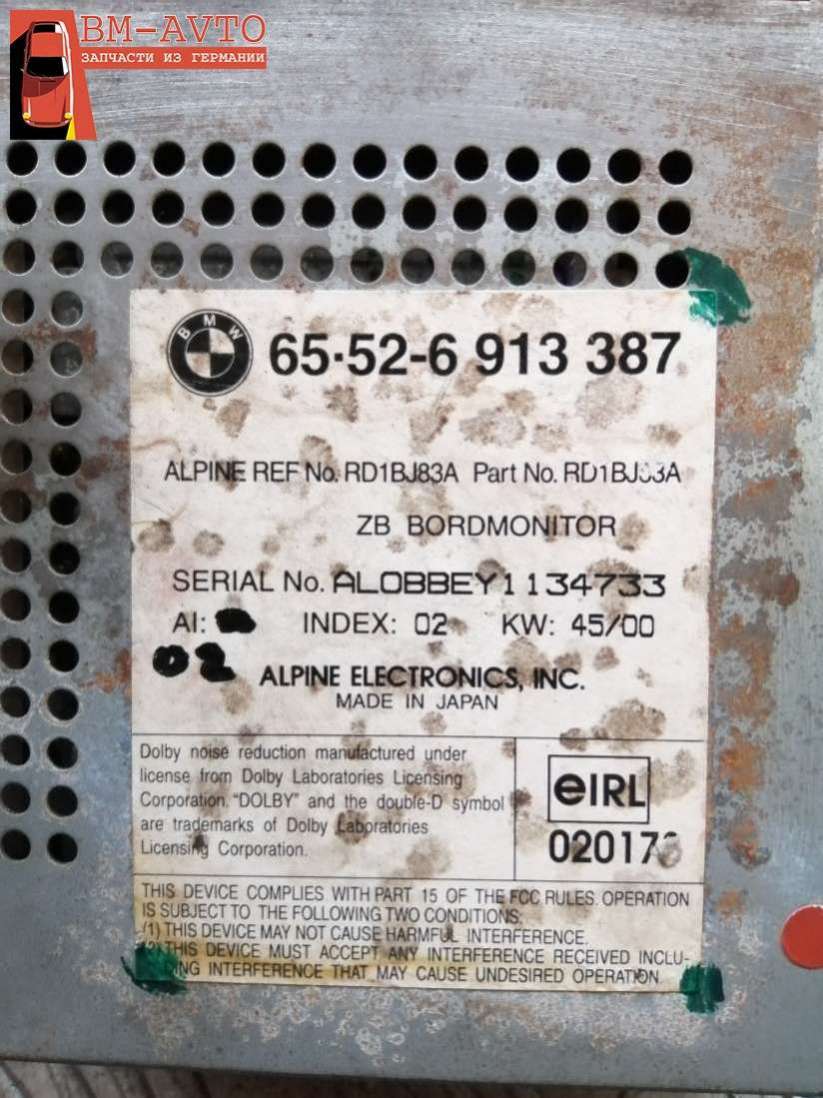 BM-AVTO
ЗАПЧАСТИ ИЗ ГЕРМАНИИ
BMW
65·52-6 913 387
ALPINE REF No. RD1BJ83A Part No.
ZB BORDMONITOR
SERIAL No. ALOBBEY1134733
AI: INDEX: 02 KW: 45/00
02
ALPINE ELECTRONICS, INC.
MADE IN JAPAN
Dolby noise reduction manufactured under
license from Dolby Laboratories Licensing
Corporation. "DOLBY" and the double-D symbol
are trademarks of Dolby Laboratories
Licensing Corporation.
eIRL
THIS DEVICE COMPLIES WITH PART 15 OF THE FCC RULES. OPERATION
IS SUBJECT TO THE FOLLOWING TWO CONDITIONS:
(1) THIS DEVICE MAY NOT CAUSE HARMFUL INTERFERENCE.
(2) THIS DEVICE MUST ACCEPT ANY INTERFERENCE RECEIVED INCLU-
DING INTERFERENCE THAT MAY CAUSE UNDESIRED OPERATION